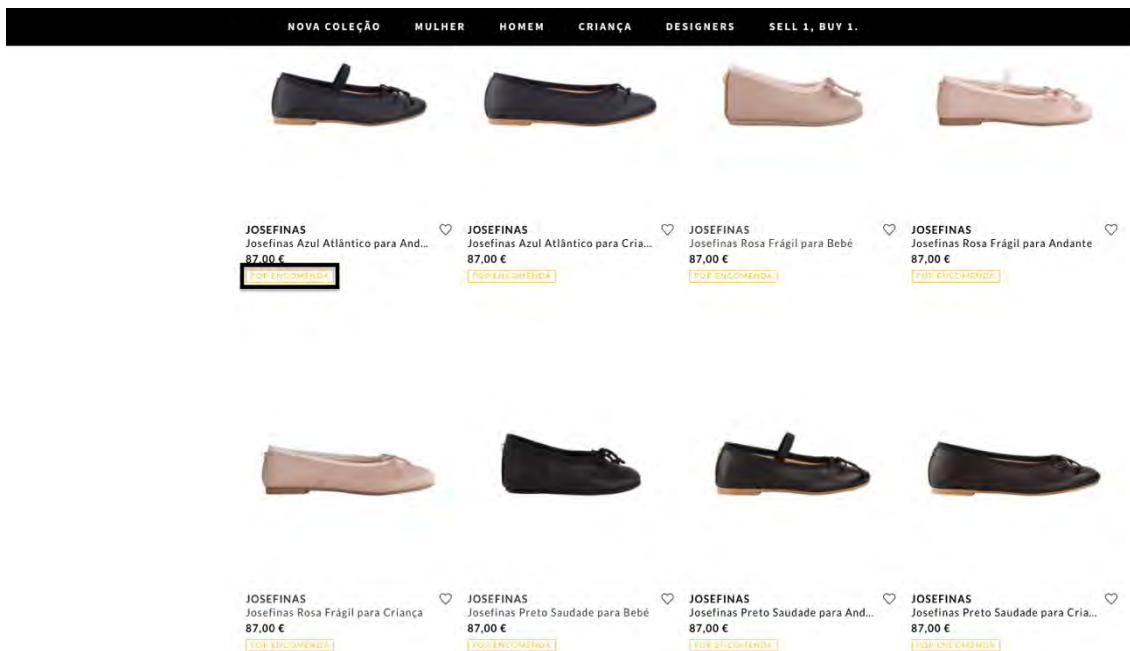 NOVA COLEÇÃO MULHER HOMEM CRIANÇA DESIGNERS SELL 1, BUY 1.
JOSEFINAS
Josefinas Azul Atlântico para And...
87,00 €
POR ENCOMENDA
JOSEFINAS
Josefinas Azul Atlântico para Cria...
87,00 €
POR ENCOMENDA
JOSEFINAS
Josefinas Rosa Frágil para Bebé
87,00 €
POR ENCOMENDA
JOSEFINAS
Josefinas Rosa Frágil para Andante
87,00 €
POR ENCOMENDA
JOSEFINAS
Josefinas Rosa Frágil para Criança
87,00 €
POR ENCOMENDA
JOSEFINAS
Josefinas Preto Saudade para Bebé
87,00 €
POR ENCOMENDA
JOSEFINAS
Josefinas Preto Saudade para And...
87,00 €
POR ENCOMENDA
JOSEFINAS
Josefinas Preto Saudade para Cria...
87,00 €
POR ENCOMENDA